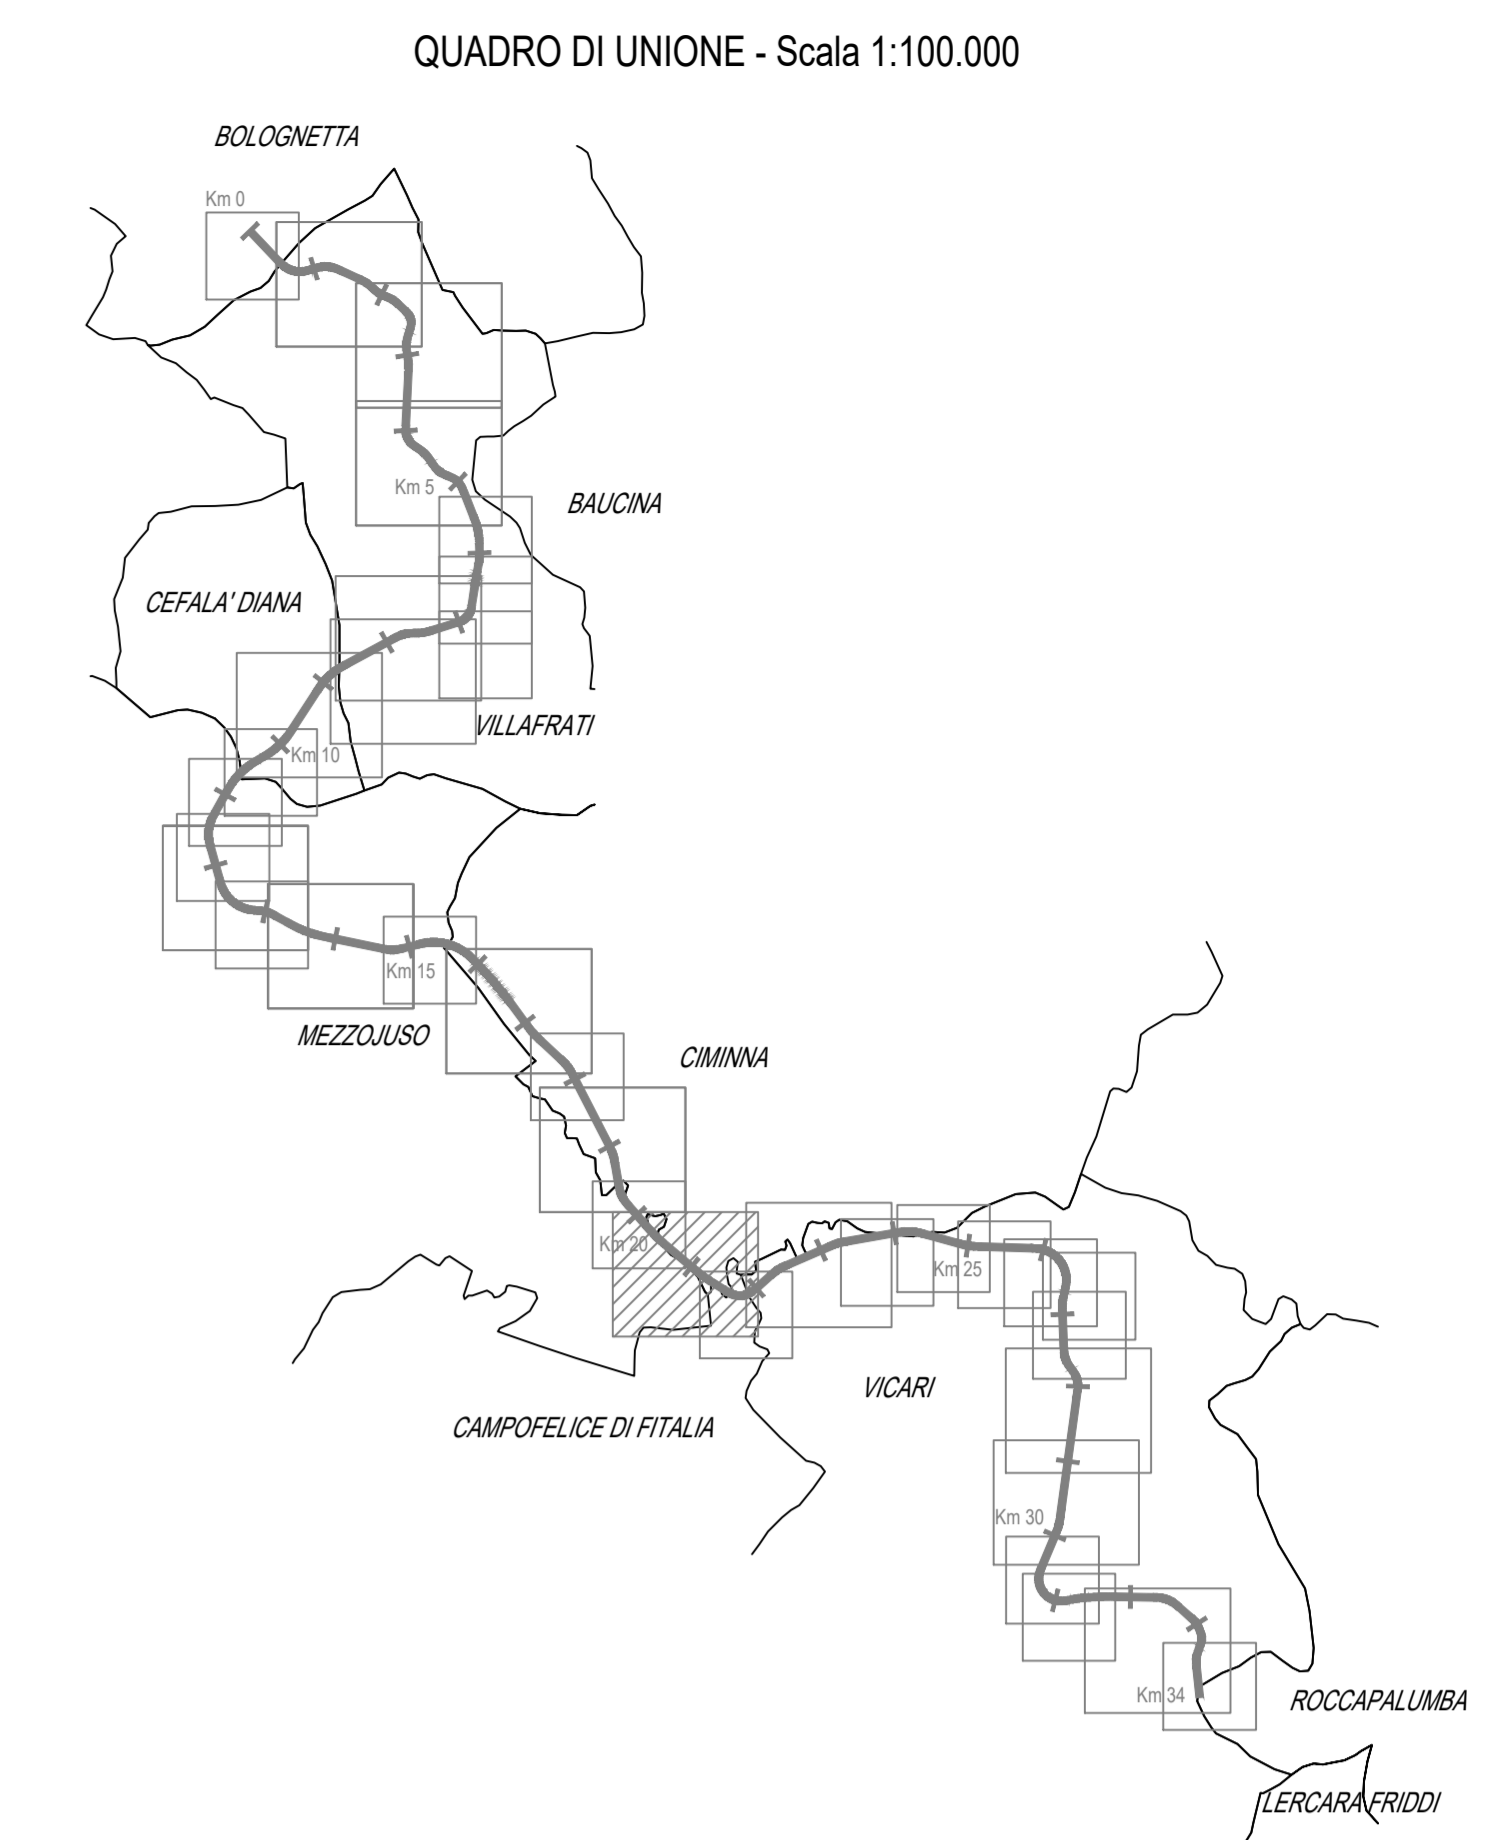 QUADRO DI UNIONE - Scala 1:100.000
BOLOGNETTA
Km 0
Km 5
BAUCINA
CEFALA' DIANA
VILLAFRATI
Km 10
Km 15
MEZZOJUSO
CIMINNA
Km 20
Km 25
VICARI
CAMPOFELICE DI FITALIA
Km 30
Km 34
ROCCAPALUMBA
LERCARA FRIDDI